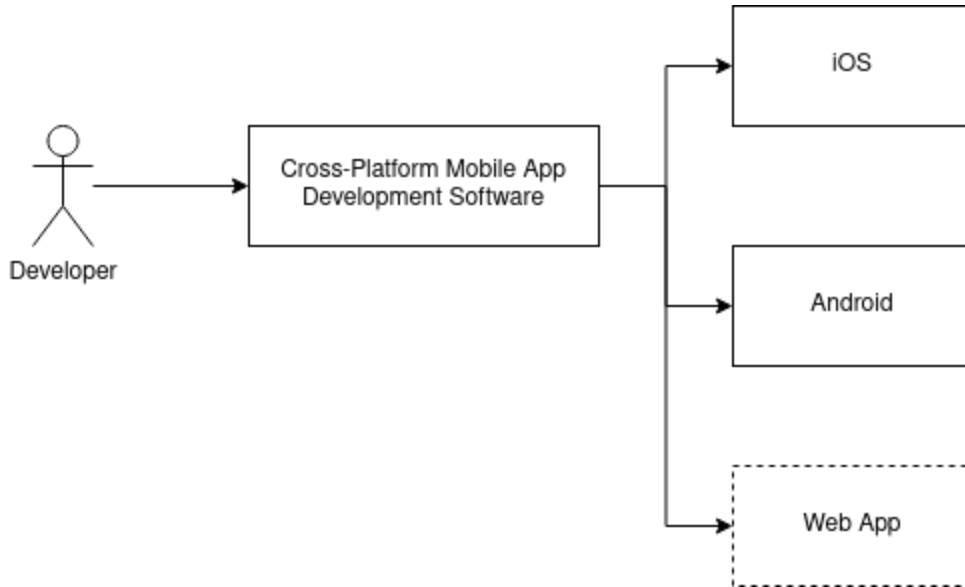 Developer
Cross-Platform Mobile App
Development Software
iOS
Android
Web App